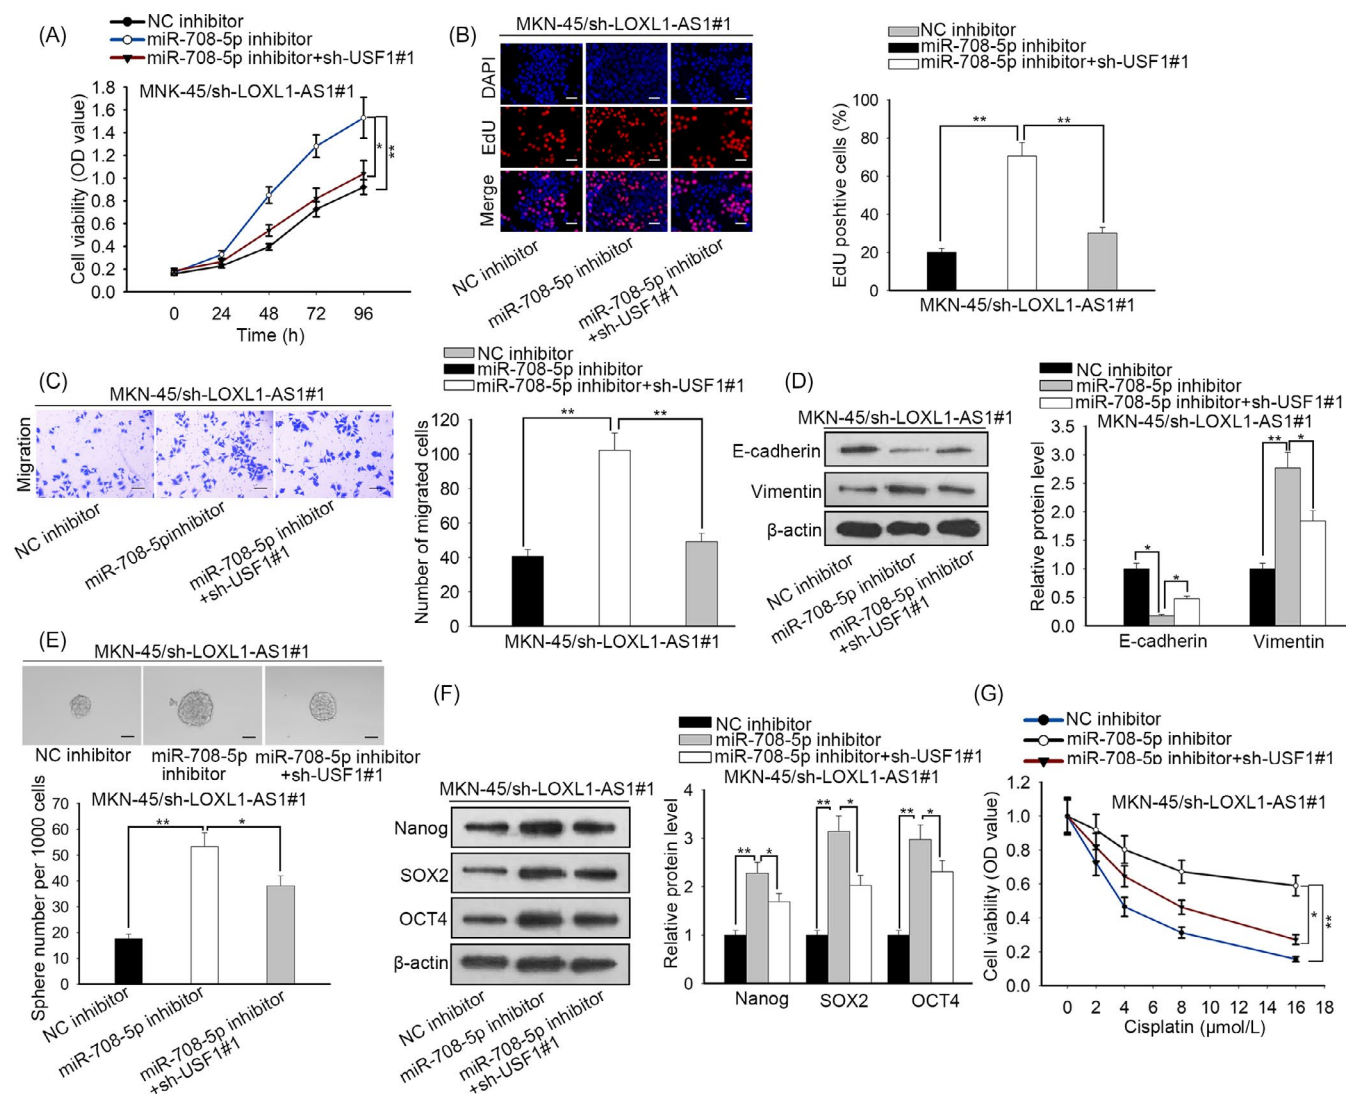 (A)
NC inhibitor
miR-708-5p inhibitor
miR-708-5p inhibitor+sh-USF1#1
MNK-45/sh-LOXL1-AS1#1
Cell viability (OD value)
1.8
1.6
1.4
1.2
1.0
0.8
0.6
0.4
0.2
0.0
*
**
0 24 48 72 96
Time (h)
(B)
MKN-45/sh-LOXL1-AS1#1
DAPI
EdU
Merge
NC inhibitor
miR-708-5p inhibitor
miR-708-5p inhibitor
+sh-USF1#1
NC inhibitor
miR-708-5p inhibitor
miR-708-5p inhibitor+sh-USF1#1
EdU poshtive cells (%)
100
80
60
40
20
0
** **
MKN-45/sh-LOXL1-AS1#1
(C)
MKN-45/sh-LOXL1-AS1#1
Migration
NC inhibitor
miR-708-5pinhibitor
miR-708-5p inhibitor
+sh-USF1#1
NC inhibitor
miR-708-5p inhibitor
miR-708-5p inhibitor+sh-USF1#1
Number of migrated cells
120
100
80
60
40
20
0
** **
MKN-45/sh-LOXL1-AS1#1
(D)
MKN-45/sh-LOXL1-AS1#1
E-cadherin
Vimentin
β-actin
NC inhibitor
miR-708-5p inhibitor
miR-708-5p inhibitor
+sh-USF1#1
NC inhibitor
miR-708-5p inhibitor
miR-708-5p inhibitor+sh-USF1#1
MKN-45/sh-LOXL1-AS1#1
Relative protein level
3.5
3.0
2.5
2.0
1.5
1.0
0.5
0.0
* * ** *
E-cadherin Vimentin
(E)
MKN-45/sh-LOXL1-AS1#1
NC inhibitor
miR-708-5p
inhibitor
miR-708-5p inhibitor
+sh-USF1#1
MKN-45/sh-LOXL1-AS1#1
Sphere number per 1000 cells
70
60
50
40
30
20
10
0
** *
NC inhibitor
miR-708-5p inhibitor
miR-708-5p inhibitor
+sh-USF1#1
(F)
MKN-45/sh-LOXL1-AS1#1
Nanog
SOX2
OCT4
β-actin
NC inhibitor
miR-708-5p inhibitor
miR-708-5p inhibitor
+sh-USF1#1
NC inhibitor
miR-708-5p inhibitor
miR-708-5p inhibitor+sh-USF1#1
MKN-45/sh-LOXL1-AS1#1
Relative protein level
4
3
2
1
0
** * ** * ** *
Nanog SOX2 OCT4
(G)
NC inhibitor
miR-708-5p inhibitor
miR-708-5p inhibitor+sh-USF1#1
MKN-45/sh-LOXL1-AS1#1
Cell viability (OD value)
1.2
1.0
0.8
0.6
0.4
0.2
0.0
*
**
0 2 4 6 8 10 12 14 16 18
Cisplatin (μmol/L)